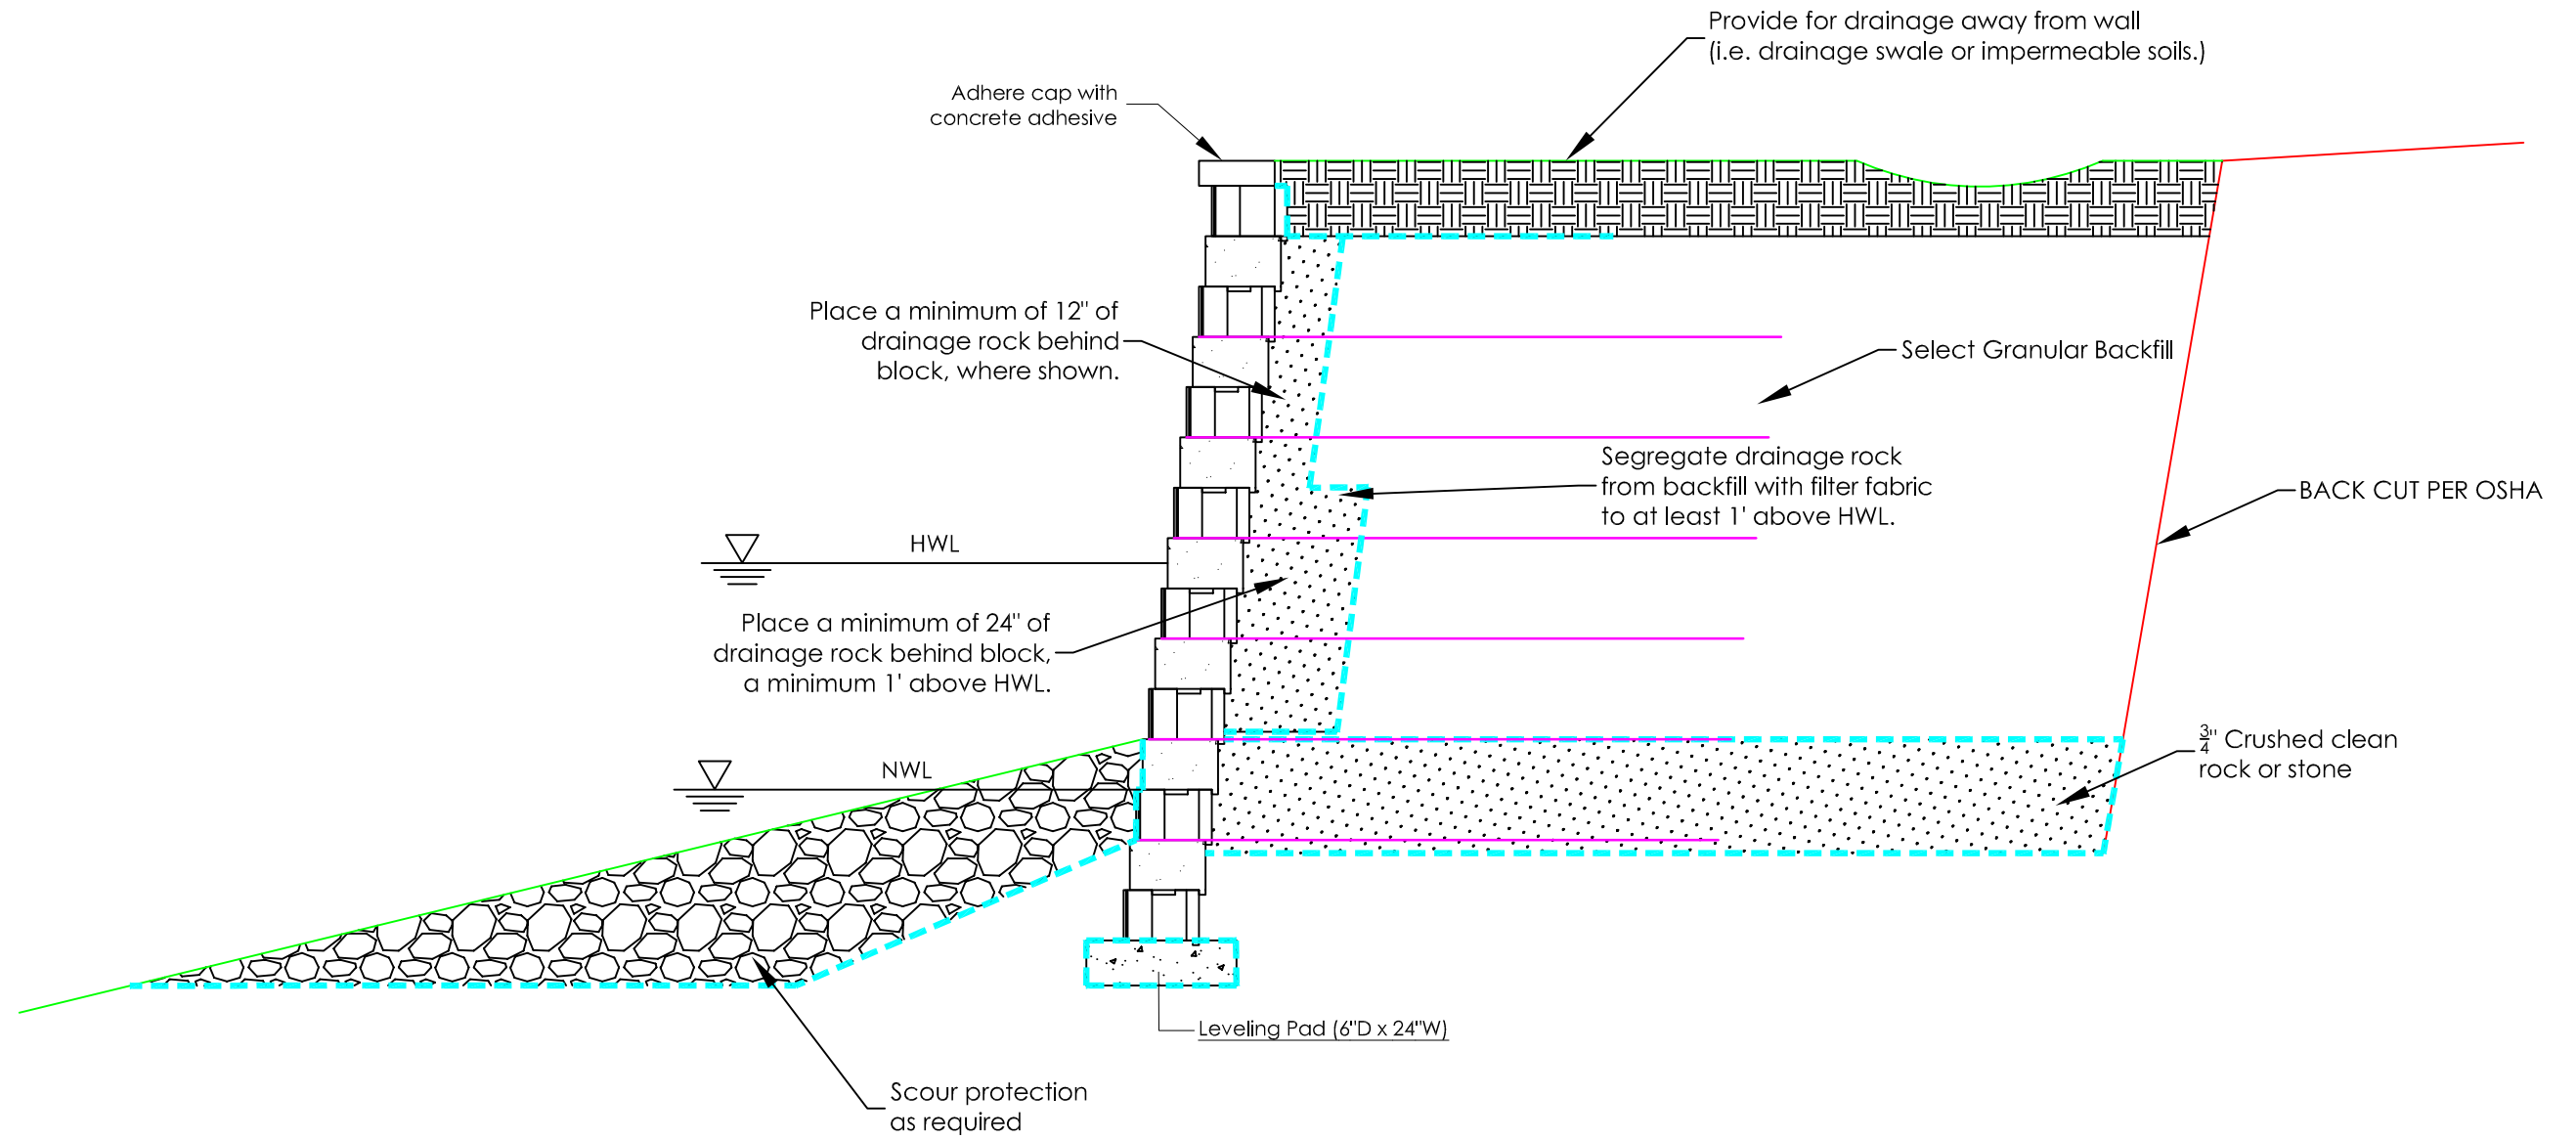 Provide for drainage away from wall
(i.e. drainage swale or impermeable soils.)
Adhere cap with
concrete adhesive
Place a minimum of 12" of
drainage rock behind
block, where shown.
Select Granular Backfill
Segregate drainage rock
from backfill with filter fabric
to at least 1' above HWL.
BACK CUT PER OSHA
HWL
Place a minimum of 24" of
drainage rock behind block,
a minimum 1' above HWL.
3/4" Crushed clean
rock or stone
NWL
Leveling Pad (6"D x 24"W)
Scour protection
as required